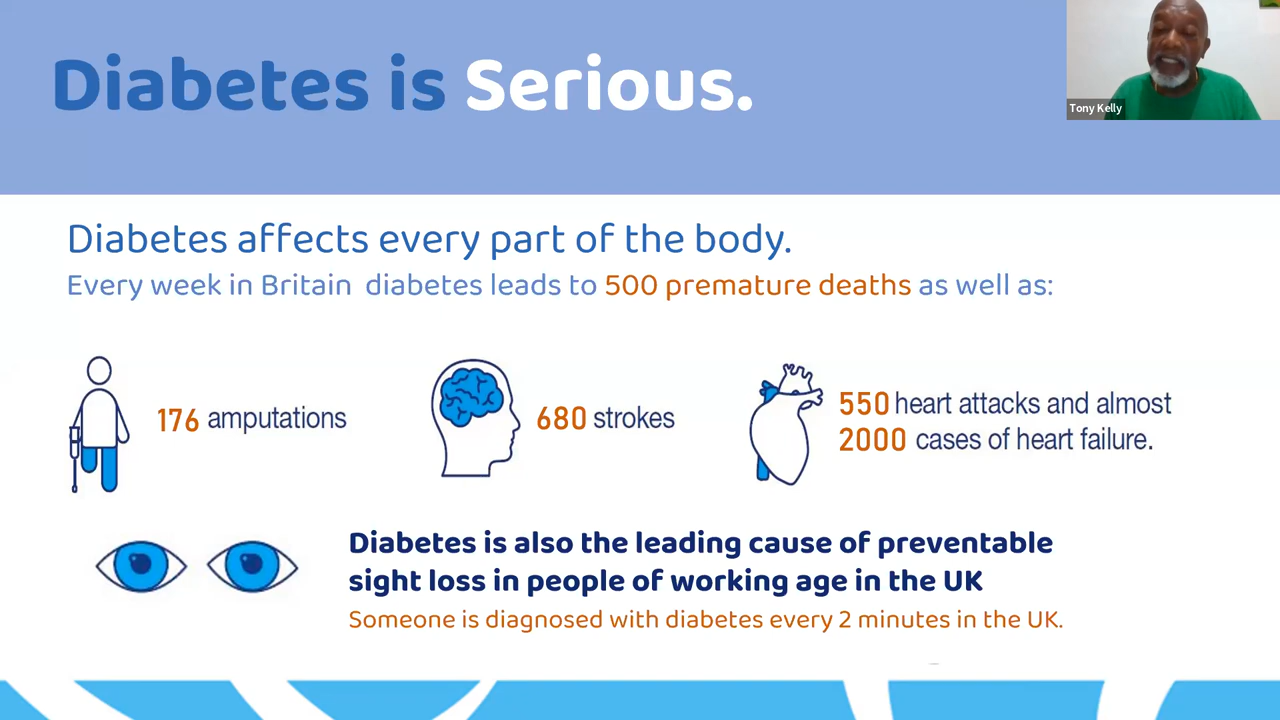 Diabetes is Serious.
Tony Kelly
Diabetes affects every part of the body.
Every week in Britain diabetes leads to 500 premature deaths as well as:
176 amputations
680 strokes
550 heart attacks and almost
2000 cases of heart failure.
Diabetes is also the leading cause of preventable
sight loss in people of working age in the UK
Someone is diagnosed with diabetes every 2 minutes in the UK.